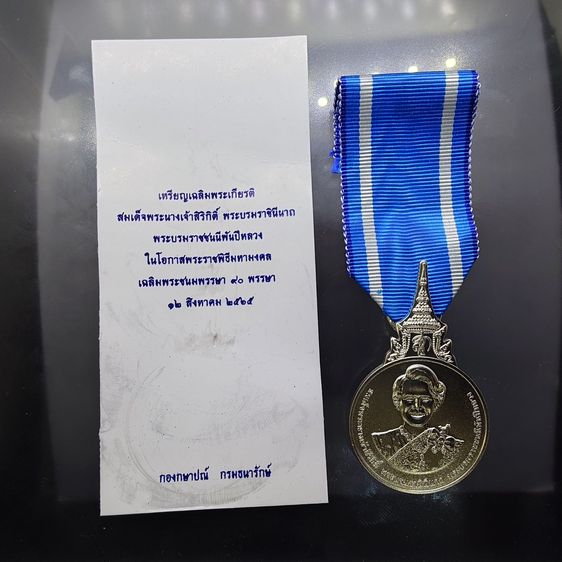 เหรียญเฉลิมพระเกียรติ
สมเด็จพระนางเจ้าสิริกิติ์ พระบรมราชินีนาถ
พระบรมราชชนนีพันปีหลวง
ในโอกาสพระราชพิธีมหามงคล
เฉลิมพระชนมพรรษา ๙๐ พรรษา
๑๒ สิงหาคม ๒๕๖๕
กองกษาปณ์ กรมธนารักษ์